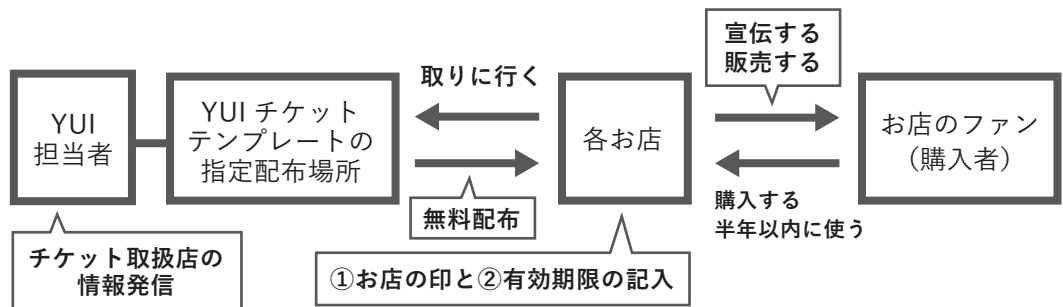 YUI
担当者
チケット取扱店の
情報発信
YUI チケット
テンプレートの
指定配布場所
取りに行く
無料配布
各お店
①お店の印と②有効期限の記入
宣伝する
販売する
購入する
半年以内に使う
お店のファン
(購入者)